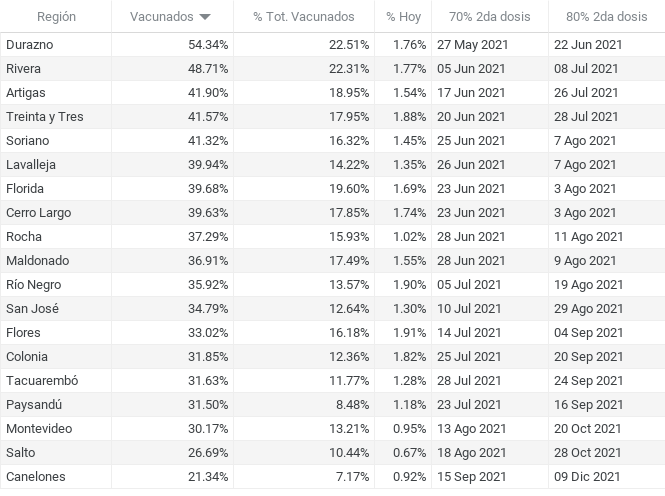 Región Vacunados % Tot. Vacunados % Hoy 70% 2da dosis 80% 2da dosis
Durazno 54.34% 22.51% 1.76% 27 May 2021 22 Jun 2021
Rivera 48.71% 22.31% 1.77% 05 Jun 2021 08 Jul 2021
Artigas 41.90% 18.95% 1.54% 17 Jun 2021 26 Jul 2021
Treinta y Tres 41.57% 17.95% 1.88% 20 Jun 2021 28 Jul 2021
Soriano 41.32% 16.32% 1.45% 25 Jun 2021 7 Ago 2021
Lavalleja 39.94% 14.22% 1.35% 26 Jun 2021 7 Ago 2021
Florida 39.68% 19.60% 1.69% 23 Jun 2021 3 Ago 2021
Cerro Largo 39.63% 17.85% 1.74% 23 Jun 2021 3 Ago 2021
Rocha 37.29% 15.93% 1.02% 28 Jun 2021 11 Ago 2021
Maldonado 36.91% 17.49% 1.55% 28 Jun 2021 9 Ago 2021
Río Negro 35.92% 13.57% 1.90% 05 Jul 2021 19 Ago 2021
San José 34.79% 12.64% 1.30% 10 Jul 2021 29 Ago 2021
Flores 33.02% 16.18% 1.91% 14 Jul 2021 04 Sep 2021
Colonia 31.85% 12.36% 1.82% 25 Jul 2021 20 Sep 2021
Tacuarembó 31.63% 11.77% 1.28% 28 Jul 2021 24 Sep 2021
Paysandú 31.50% 8.48% 1.18% 23 Jul 2021 16 Sep 2021
Montevideo 30.17% 13.21% 0.95% 13 Ago 2021 20 Oct 2021
Salto 26.69% 10.44% 0.67% 18 Ago 2021 28 Oct 2021
Canelones 21.34% 7.17% 0.92% 15 Sep 2021 09 Dic 2021